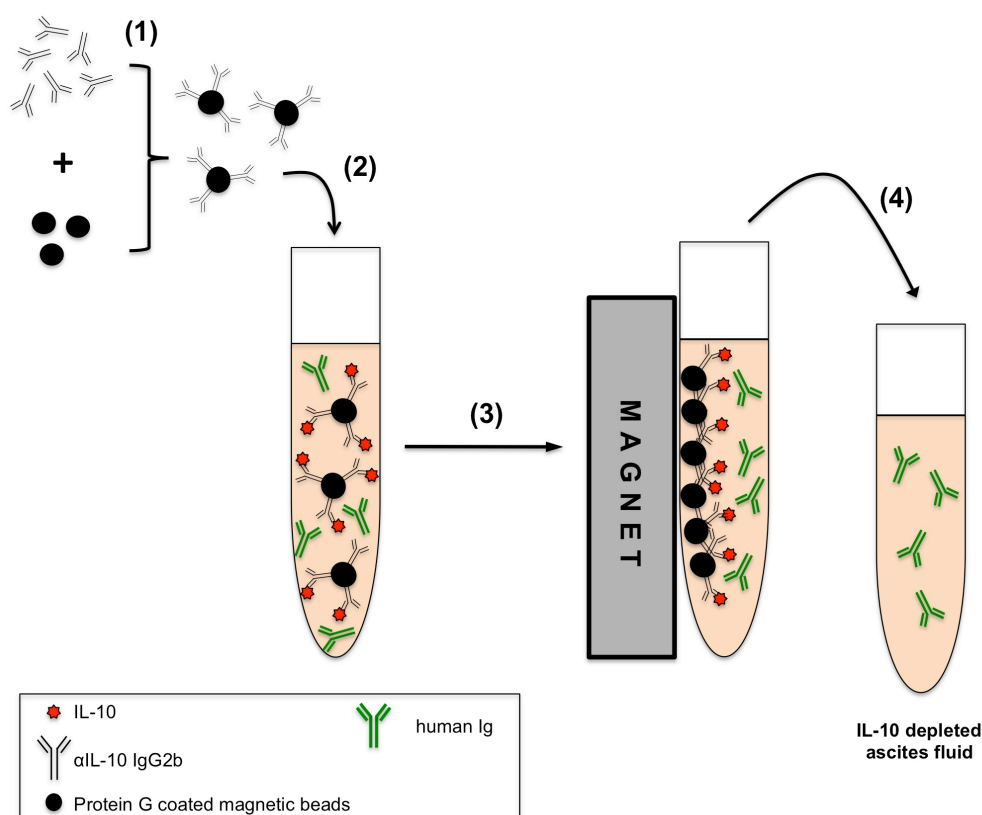 (1)
+
(2)
(3)
MAGNET
(4)
IL-10 depleted
ascites fluid
IL-10
human Ig
αIL-10 IgG2b
Protein G coated magnetic beads